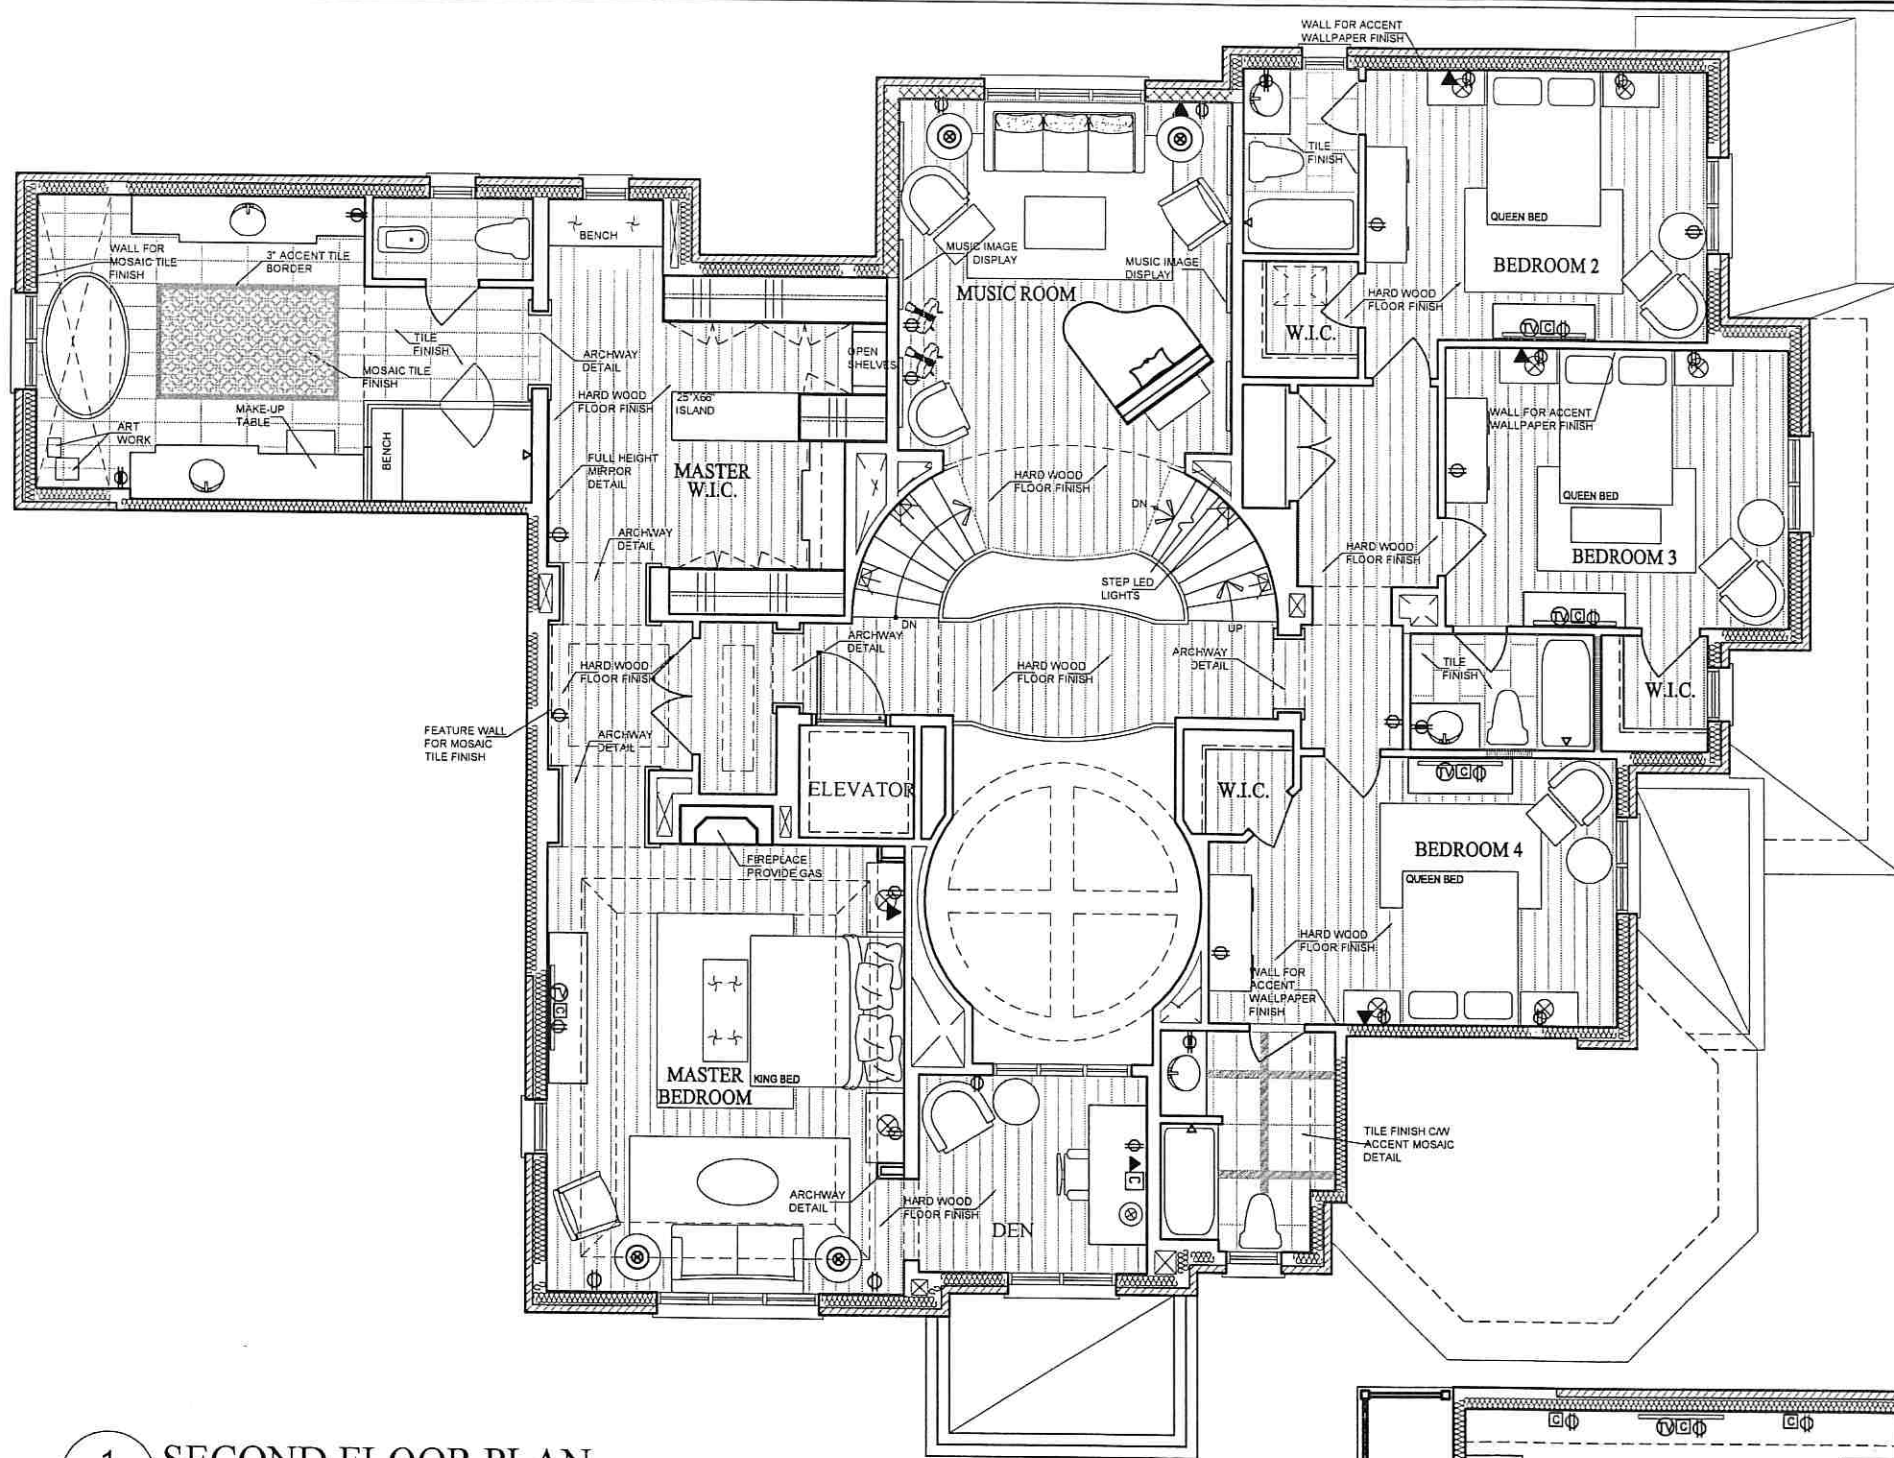 WALL FOR ACCENT
WALLPAPER FINISH
TILE
FINISH
QUEEN BED
BEDROOM 2
BENCH
WALL FOR
MOSAIC TILE
FINISH
3" ACCENT TILE
BORDER
MUSIC IMAGE
DISPLAY
MUSIC IMAGE
DISPLAY
MUSIC ROOM
HARD WOOD
FLOOR FINISH
W.I.C.
TV C
TILE
FINISH
MOSAIC TILE
FINISH
ARCHWAY
DETAIL
OPEN
SHELVES
HARD WOOD
FLOOR FINISH
25"X66"
ISLAND
MAKE-UP
TABLE
ART
WORK
BENCH
WALL FOR ACCENT
WALLPAPER FINISH
FULL HEIGHT
MIRROR
DETAIL
MASTER
W.I.C.
HARD WOOD
FLOOR FINISH
QUEEN BED
DN
ARCHWAY
DETAIL
HARD WOOD
FLOOR FINISH
BEDROOM 3
STEP LED
LIGHTS
TV C
DN
UP
ARCHWAY
DETAIL
HARD WOOD
FLOOR FINISH
HARD WOOD
FLOOR FINISH
ARCHWAY
DETAIL
TILE
FINISH
W.I.C.
FEATURE WALL
FOR MOSAIC
TILE FINISH
ARCHWAY
DETAIL
ELEVATOR
W.I.C.
TV C
FIREPLACE
PROVIDE GAS
BEDROOM 4
QUEEN BED
HARD WOOD
FLOOR FINISH
WALL FOR
ACCENT
WALLPAPER
FINISH
TV C
MASTER
BEDROOM
KING BED
TILE FINISH C/W
ACCENT MOSAIC
DETAIL
C
ARCHWAY
DETAIL
HARD WOOD
FLOOR FINISH
DEN
C
TV C
C
1
SECOND FLOOR PLAN